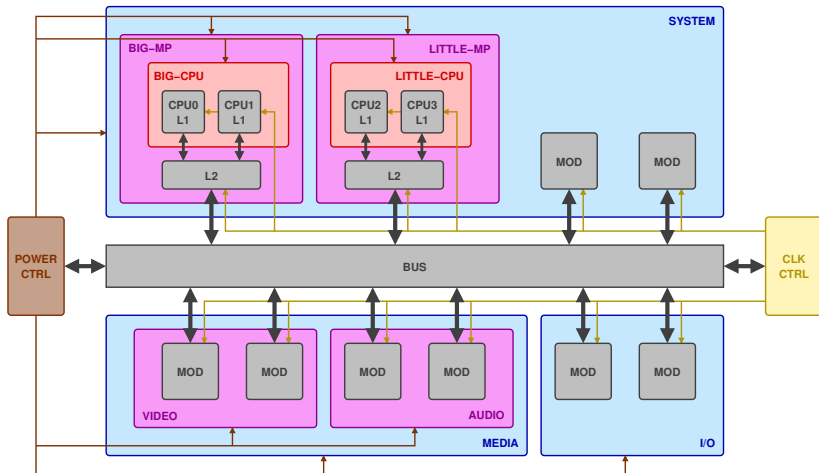 SYSTEM
BIG–MP
LITTLE–MP
BIG–CPU
LITTLE–CPU
CPU0
L1
CPU1
L1
CPU2
L1
CPU3
L1
L2
L2
MOD
MOD
POWER
CTRL
BUS
CLK
CTRL
MOD
MOD
MOD
MOD
MOD
MOD
VIDEO
AUDIO
MEDIA
I/O